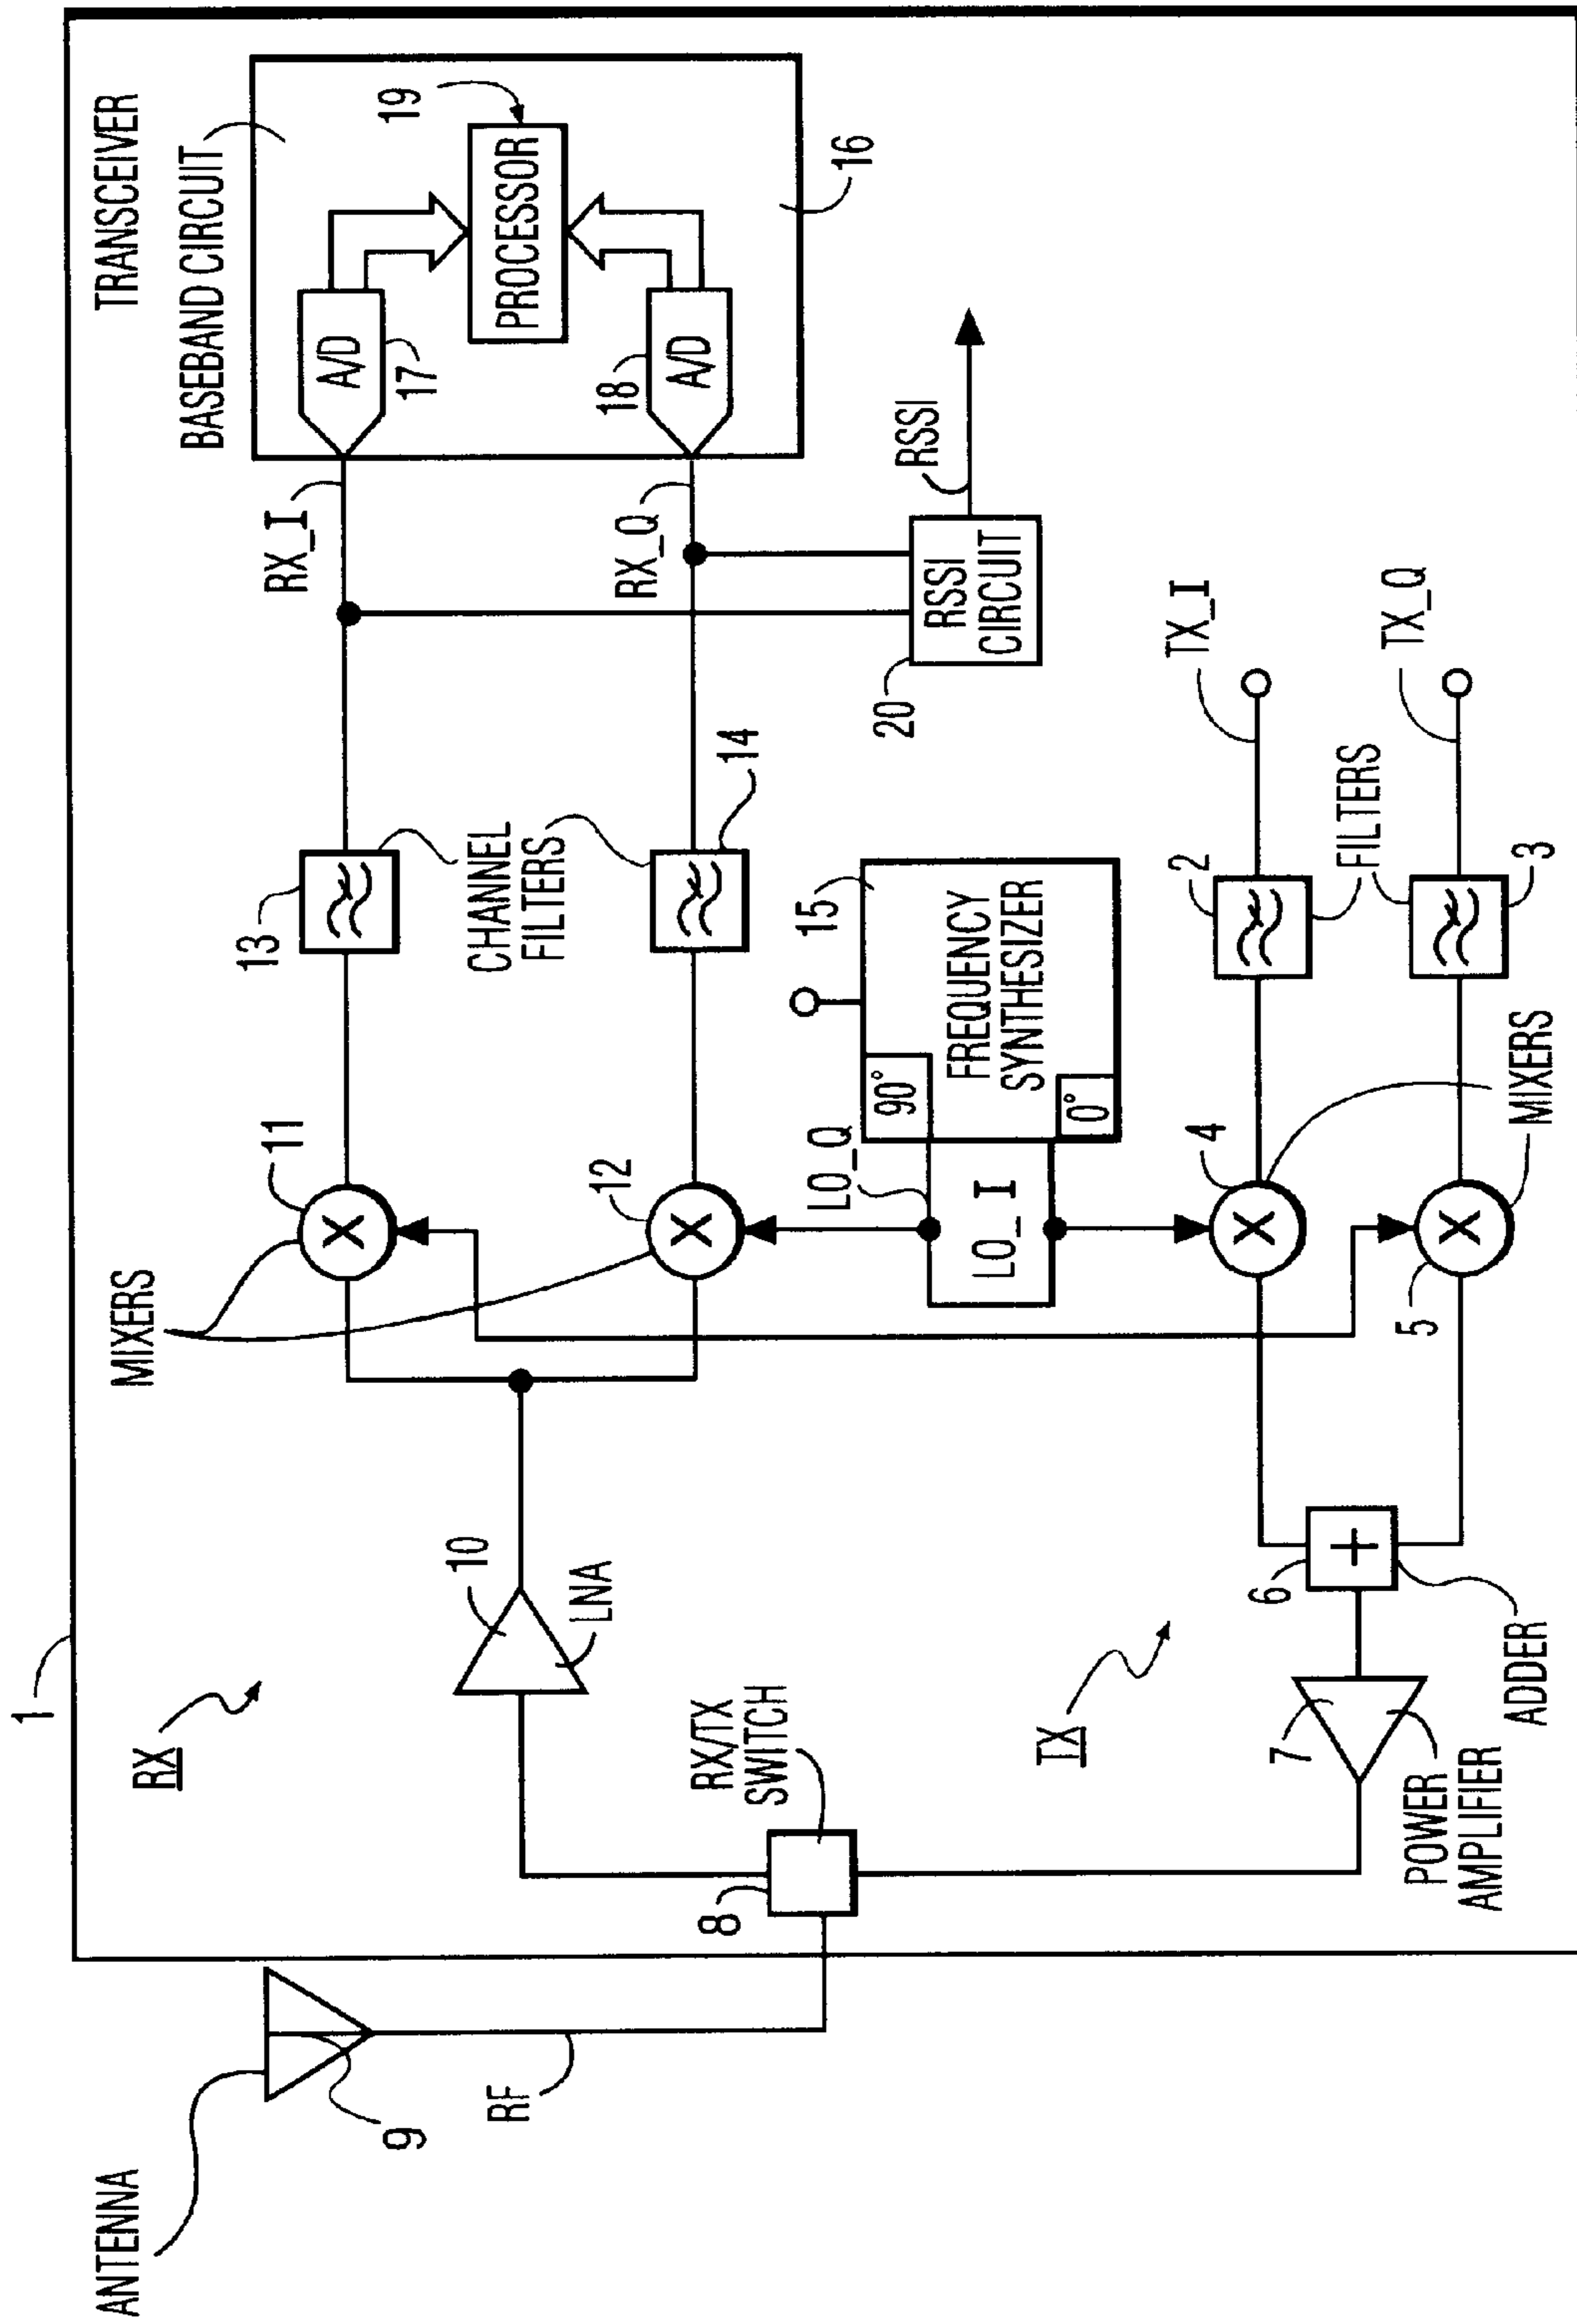 1
TRANSCEIVER
BASEBAND CIRCUIT
ANTENNA
9
RF
RX
10
LNA
MIXERS
11
12
13
CHANNEL
FILTERS
14
RX_I
RX_Q
A/D
17
A/D
18
PROCESSOR
19
16
RSSI
CIRCUIT
20
RSSI
RX/TX
SWITCH
8
LO_Q
LO_I
90°
0°
FREQUENCY
SYNTHESIZER
15
TX
7
POWER
AMPLIFIER
6
+
ADDER
X
X
X
4
X
5
MIXERS
2
FILTERS
3
TX_I
TX_Q